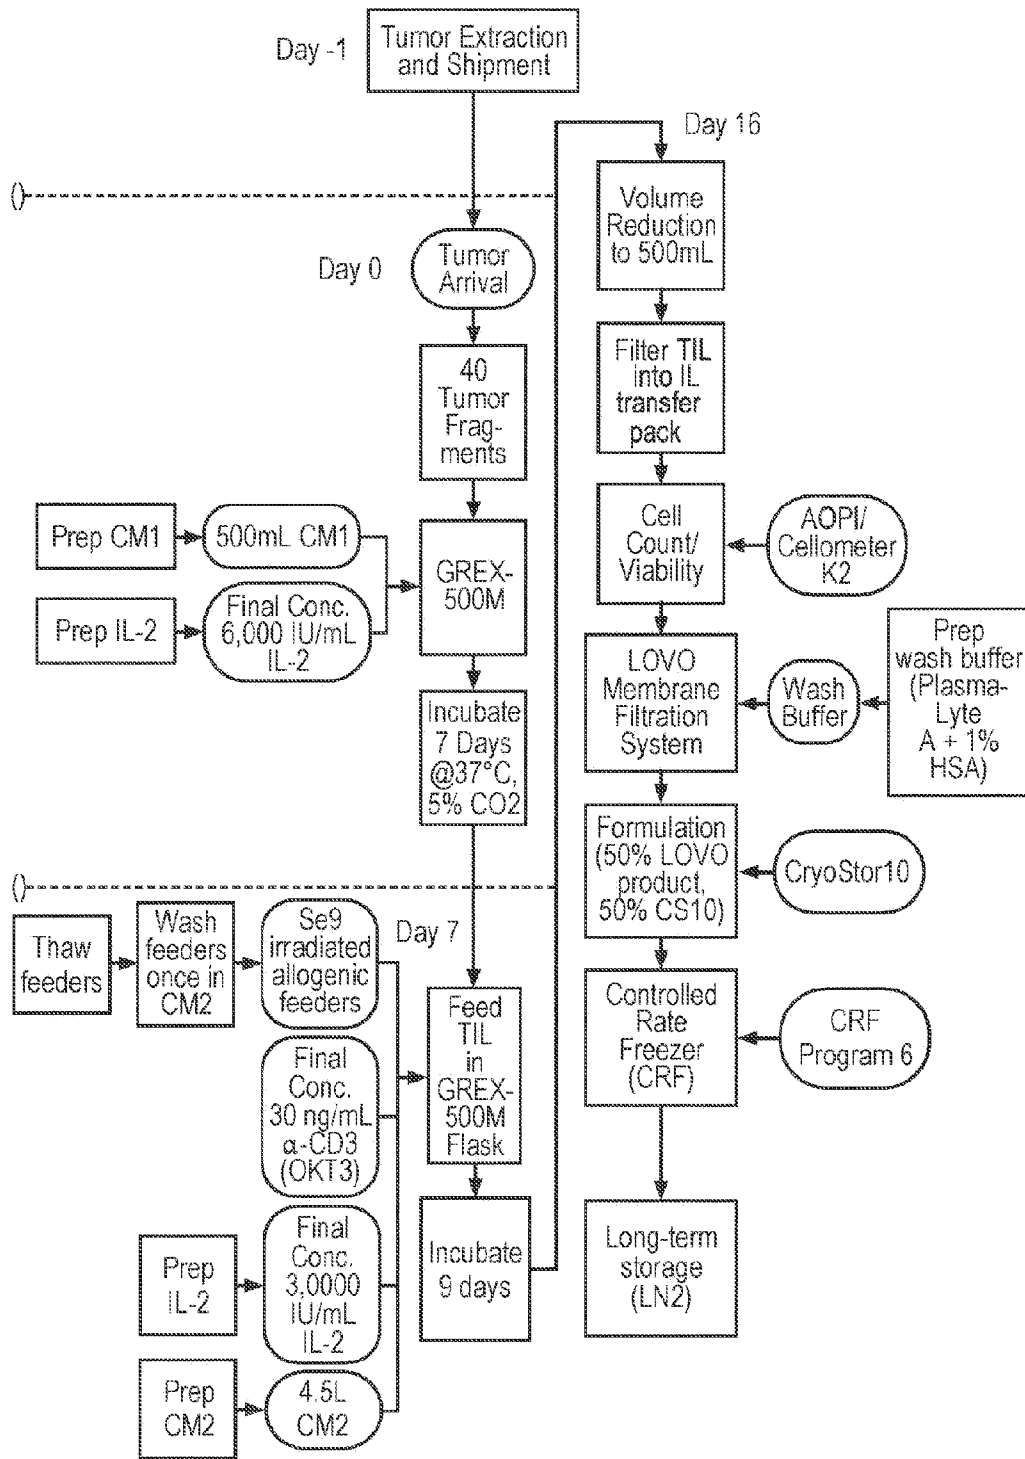 Day -1
Tumor Extraction
and Shipment
()
Day 0
Tumor
Arrival
40
Tumor
Frag-
ments
Prep CM1
500mL CM1
Prep IL-2
Final Conc.
6,000 IU/mL
IL-2
GREX-
500M
Incubate
7 Days
@37°C,
5% CO2
()
Day 7
Thaw
feeders
Wash
feeders
once in
CM2
Se9
irradiated
allogenic
feeders
Final
Conc.
30 ng/mL
α-CD3
(OKT3)
Prep
IL-2
Final
Conc.
3,0000
IU/mL
IL-2
Prep
CM2
4.5L
CM2
Feed
TIL
in
GREX-
500M
Flask
Incubate
9 days
Day 16
Volume
Reduction
to 500mL
Filter TIL
into IL
transfer
pack
Cell
Count/
Viability
AOPI/
Cellometer
K2
LOVO
Membrane
Filtration
System
Wash
Buffer
Prep
wash buffer
(Plasma-
Lyte
A + 1%
HSA)
Formulation
(50% LOVO
product,
50% CS10)
CryoStor10
Controlled
Rate
Freezer
(CRF)
CRF
Program 6
Long-term
storage
(LN2)